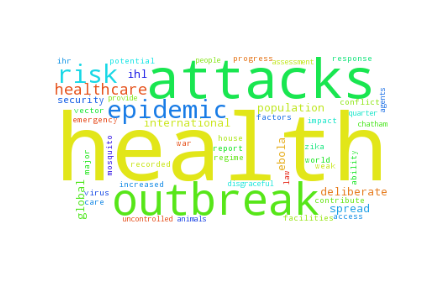 ihr potential people progress assessment response
risk ihl attacks
healthcare
security provide epidemic population conflict agents
vector factors quarter
emergency international impact chatham
health
mosquito war house ebola zika
major report world ability
recorded regime weak
law
increased disgraceful deliberate
virus outbreak contribute
care spread
global facilities access
uncontrolled animals